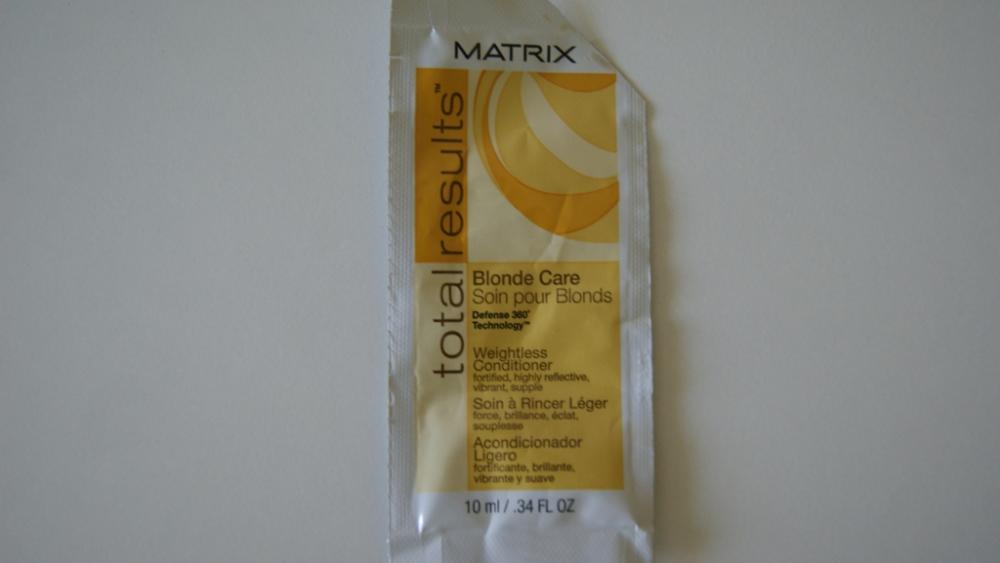 MATRIX
total results™
Blonde Care
Soin pour Blonds
Defense 360°
Technology™
Weightless
Conditioner
fortified, highly reflective,
vibrant, supple
Soin à Rincer Léger
force, brillance, éclat,
souplesse
Acondicionador
Ligero
fortificante, brillante,
vibrante y suave
10 ml / .34 FL OZ